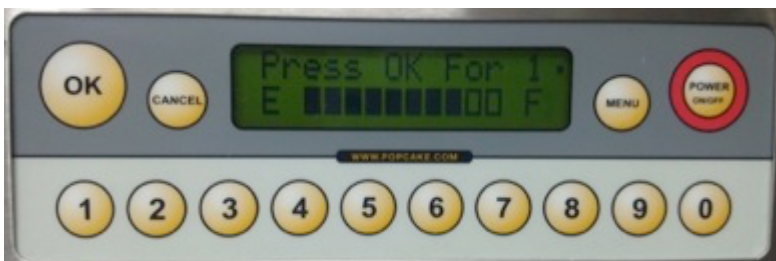 OK
CANCEL
Press OK For 1
E F
MENU
POWER
ON/OFF
WWW.POPCAKE.COM
1 2 3 4 5 6 7 8 9 0